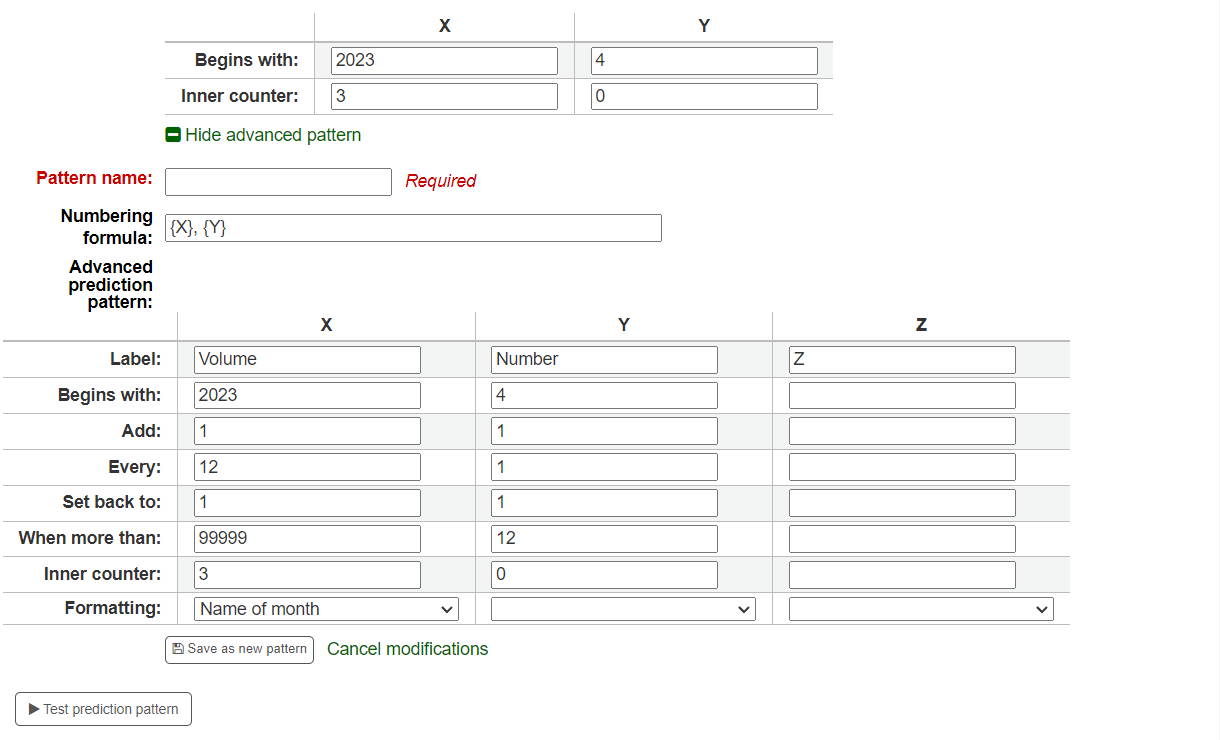 X Y
Begins with: 2023 4
Inner counter: 3 0
Hide advanced pattern
Pattern name: Required
Numbering
formula: {X}, {Y}
Advanced
prediction
pattern:
X Y Z
Label: Volume Number Z
Begins with: 2023 4
Add: 1 1
Every: 12 1
Set back to: 1 1
When more than: 99999 12
Inner counter: 3 0
Formatting: Name of month
Save as new pattern Cancel modifications
Test prediction pattern